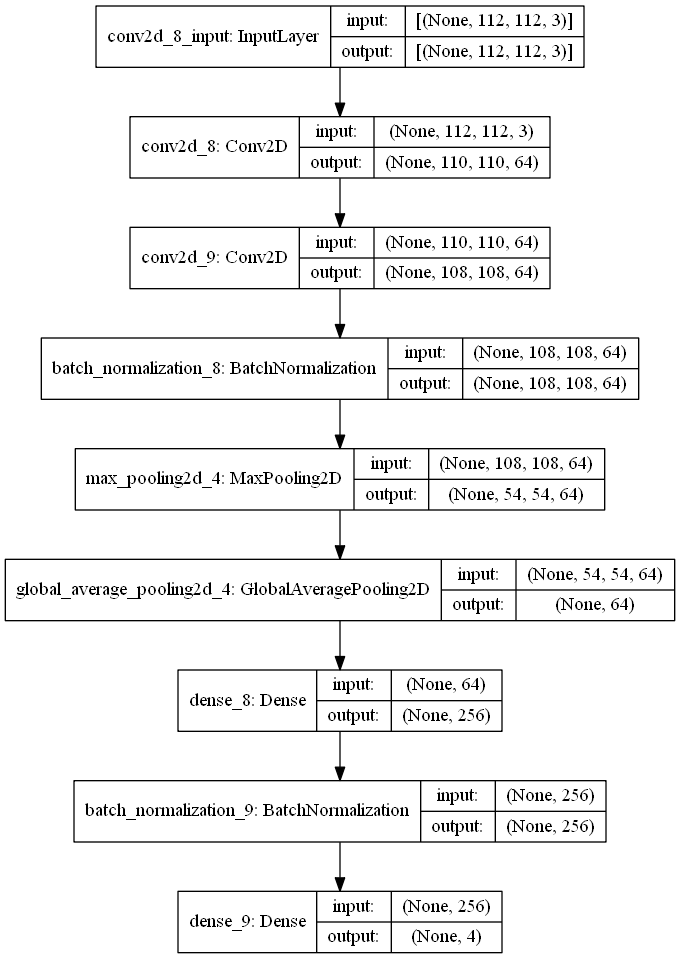 conv2d_8_input: InputLayer input: [(None, 112, 112, 3)]
output: [(None, 112, 112, 3)]
conv2d_8: Conv2D input: (None, 112, 112, 3)
output: (None, 110, 110, 64)
conv2d_9: Conv2D input: (None, 110, 110, 64)
output: (None, 108, 108, 64)
batch_normalization_8: BatchNormalization input: (None, 108, 108, 64)
output: (None, 108, 108, 64)
max_pooling2d_4: MaxPooling2D input: (None, 108, 108, 64)
output: (None, 54, 54, 64)
global_average_pooling2d_4: GlobalAveragePooling2D input: (None, 54, 54, 64)
output: (None, 64)
dense_8: Dense input: (None, 64)
output: (None, 256)
batch_normalization_9: BatchNormalization input: (None, 256)
output: (None, 256)
dense_9: Dense input: (None, 256)
output: (None, 4)